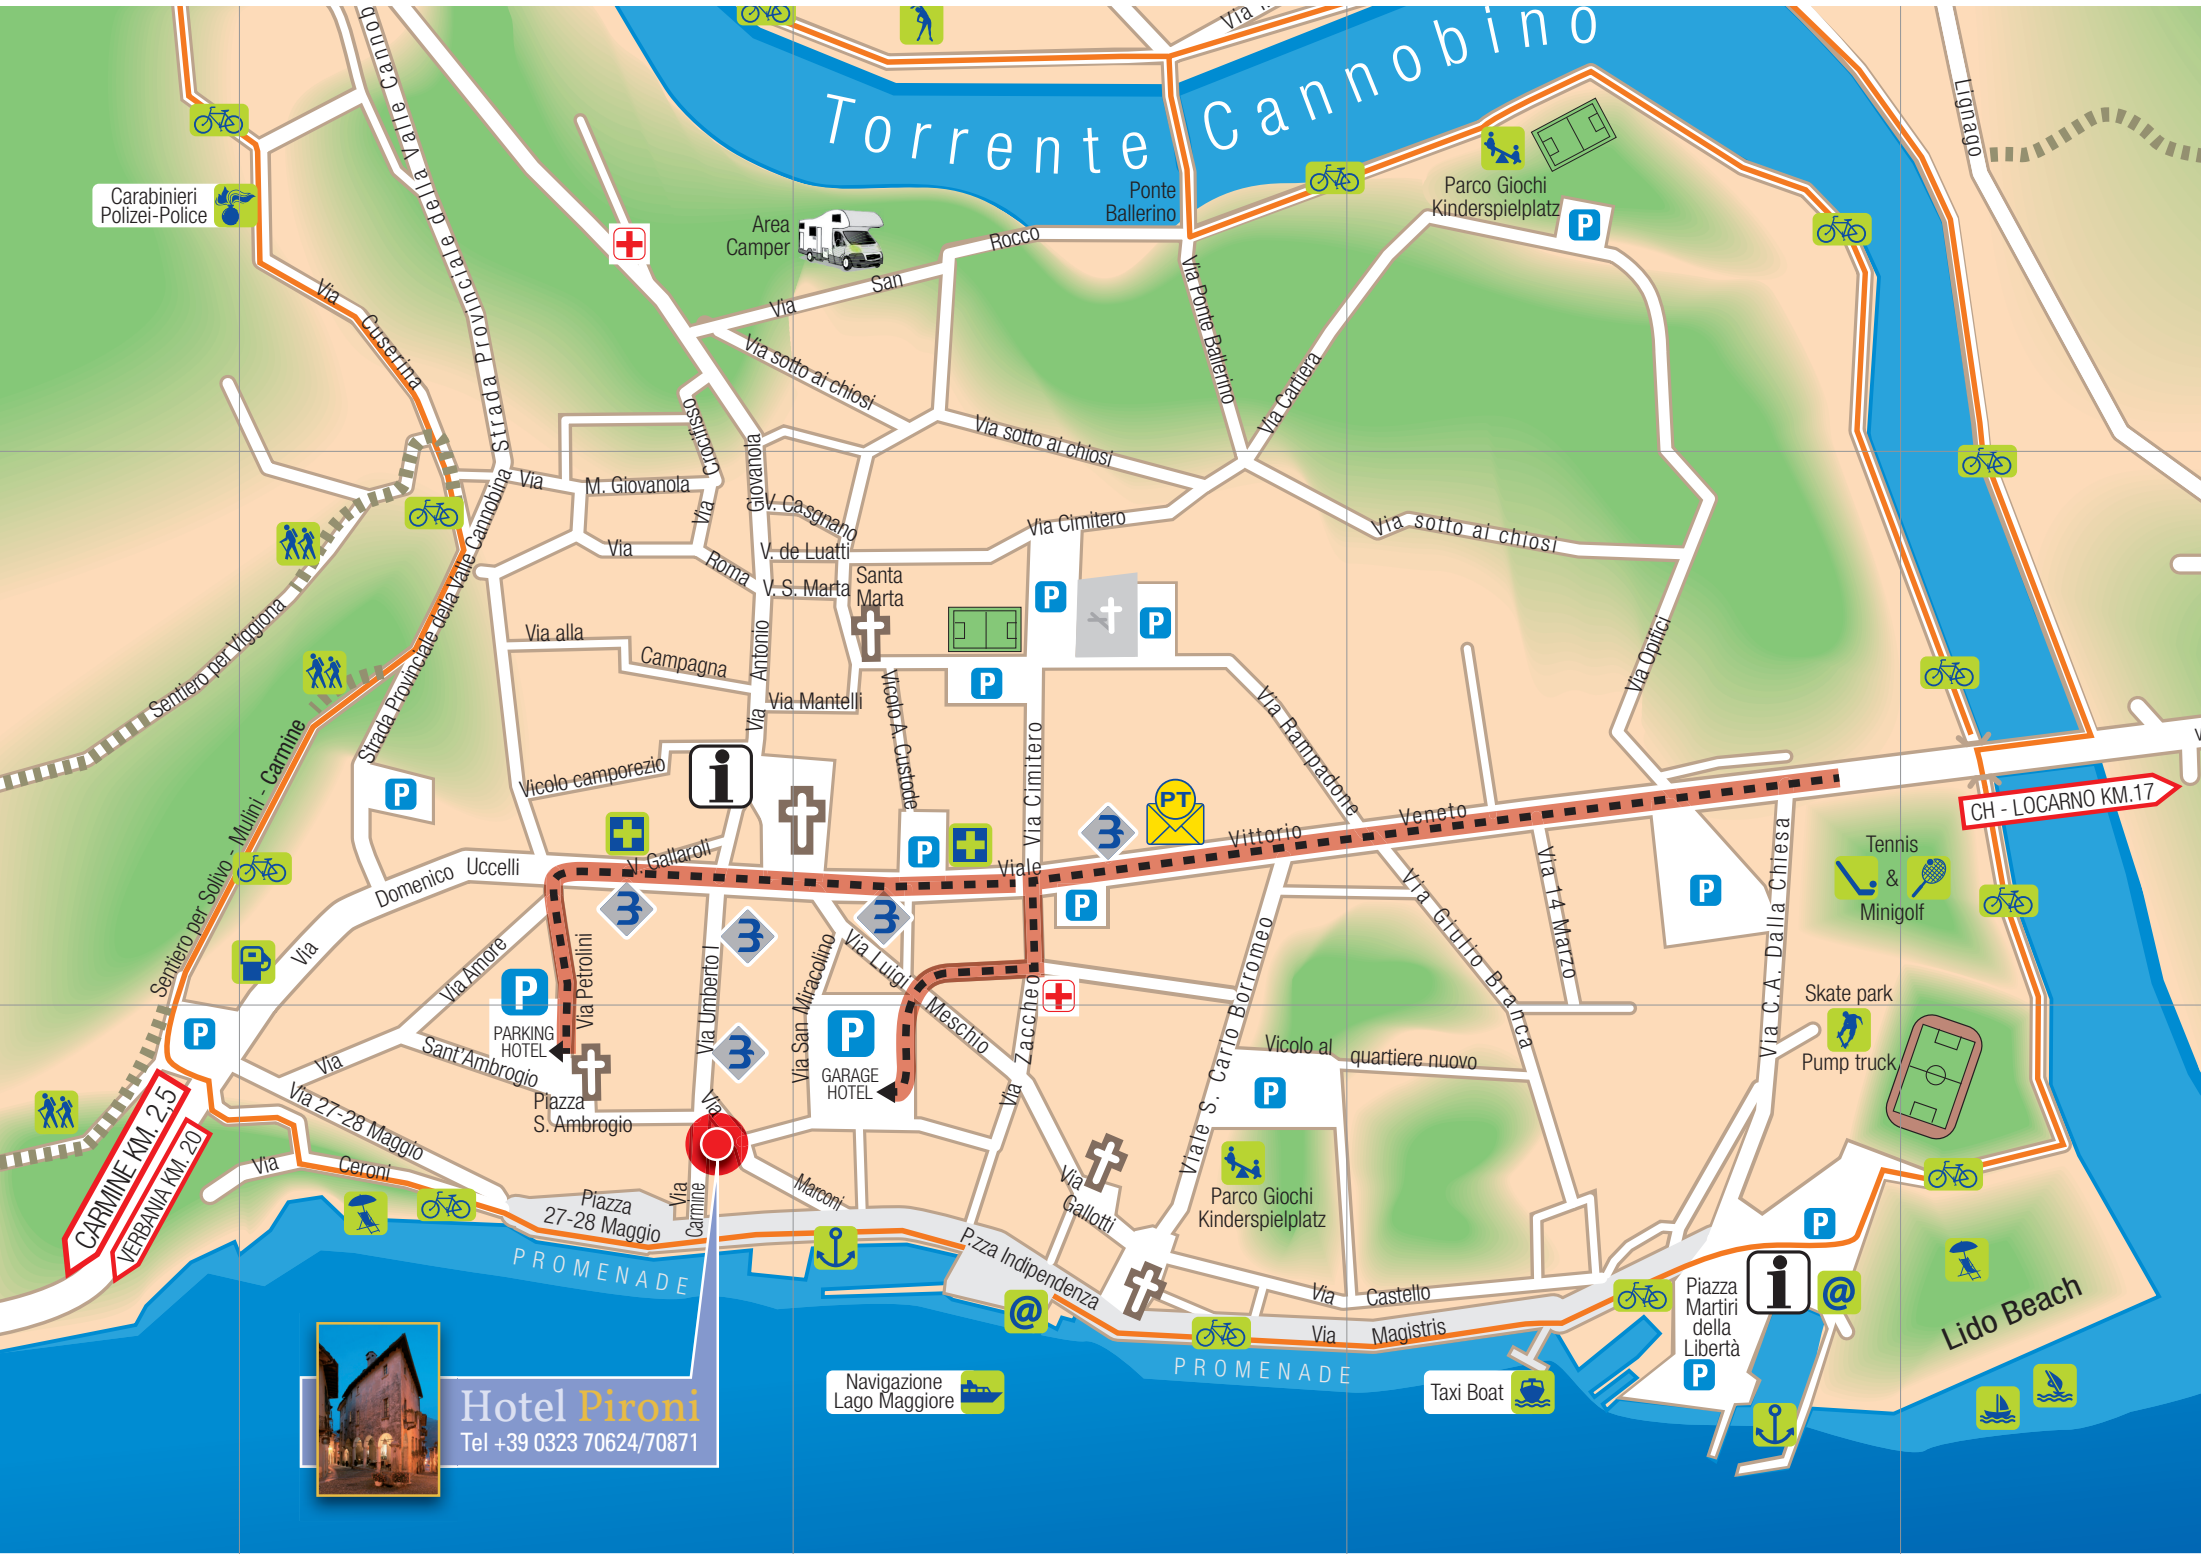 Torrente Cannobino
Lignago
Strada Provinciale della Valle Cannob
Carabinieri
Polizei-Police
Area
Camper
Ponte
Ballerino
Parco Giochi
Kinderspielplatz
P
Via San Rocco
Via Cuserina
Via sotto ai chiosi
Via Ponte Ballerino
Via Cartiera
Via sotto ai chiosi
Via sotto ai chiosi
Crocifisso
Via
Via M. Giovanola
Via Antonio Giovanola
V. Casgnano
V. de Luatti
V. S. Marta
Santa
Marta
Via Cimitero
Via Roma
Strada Provinciale della Valle Cannobina
Sentiero per Viggiona
Via alla Campagna
Via Mantelli
Vicolo A. Custode
P
P
P
Via Cimitero
Via Rampadone
Via Opifici
Vicolo camporezio
i
P
PT
Viale Vittorio Veneto
CH - LOCARNO KM.17
Sentiero per Solivo - Mulini - Carmine
Via Domenico Uccelli
V. Gallaroli
P
P
P
Via 14 Marzo
Via Giulio Branca
Via C.A. Dalla Chiesa
Tennis
&
Minigolf
Via Amore
Via Petrolini
Via Umberto I
Via San Miracolino
Via Luigi Meschio
Via Zaccheo
Viale S. Carlo Borromeo
P
PARKING
HOTEL
P
GARAGE
HOTEL
P
Via Sant'Ambrogio
Piazza
S. Ambrogio
Vicolo al quartiere nuovo
P
Skate park
Pump truck
CARMINE KM. 2,5
VERBANIA KM. 20
Via 27-28 Maggio
Via Ceroni
Piazza
27-28 Maggio
Via Carmine
Via
Marconi
Via Gallotti
Parco Giochi
Kinderspielplatz
P.zza Indipendenza
PROMENADE
@
Via Castello
Via Magistris
PROMENADE
P
Piazza
Martiri
della
Libertà
P
i
@
Lido Beach
Hotel Pironi
Tel +39 0323 70624/70871
Navigazione
Lago Maggiore
Taxi Boat